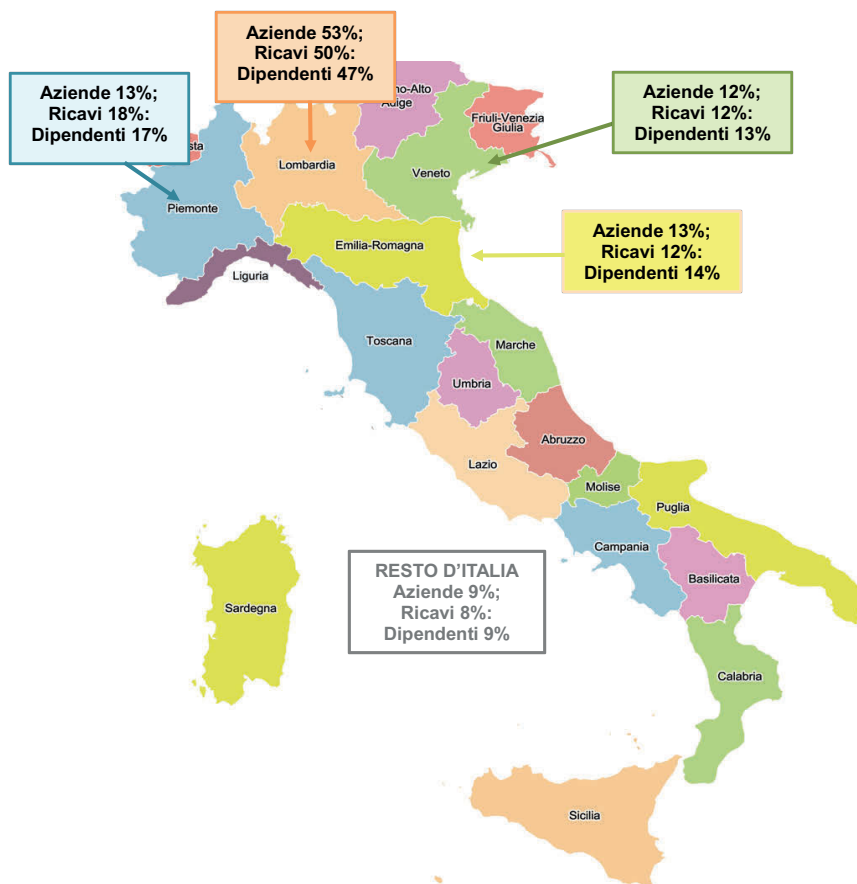 Aziende 53%;
Ricavi 50%:
Dipendenti 47%
Aziende 13%;
Ricavi 18%:
Dipendenti 17%
Aziende 12%;
Ricavi 12%:
Dipendenti 13%
Friuli-Venezia
Giulia
Lombardia
Veneto
Piemonte
Aziende 13%;
Ricavi 12%:
Dipendenti 14%
Emilia-Romagna
Liguria
Toscana
Marche
Umbria
Abruzzo
Lazio
Molise
Puglia
Campania
RESTO D'ITALIA
Aziende 9%;
Ricavi 8%:
Dipendenti 9%
Basilicata
Sardegna
Calabria
Sicilia